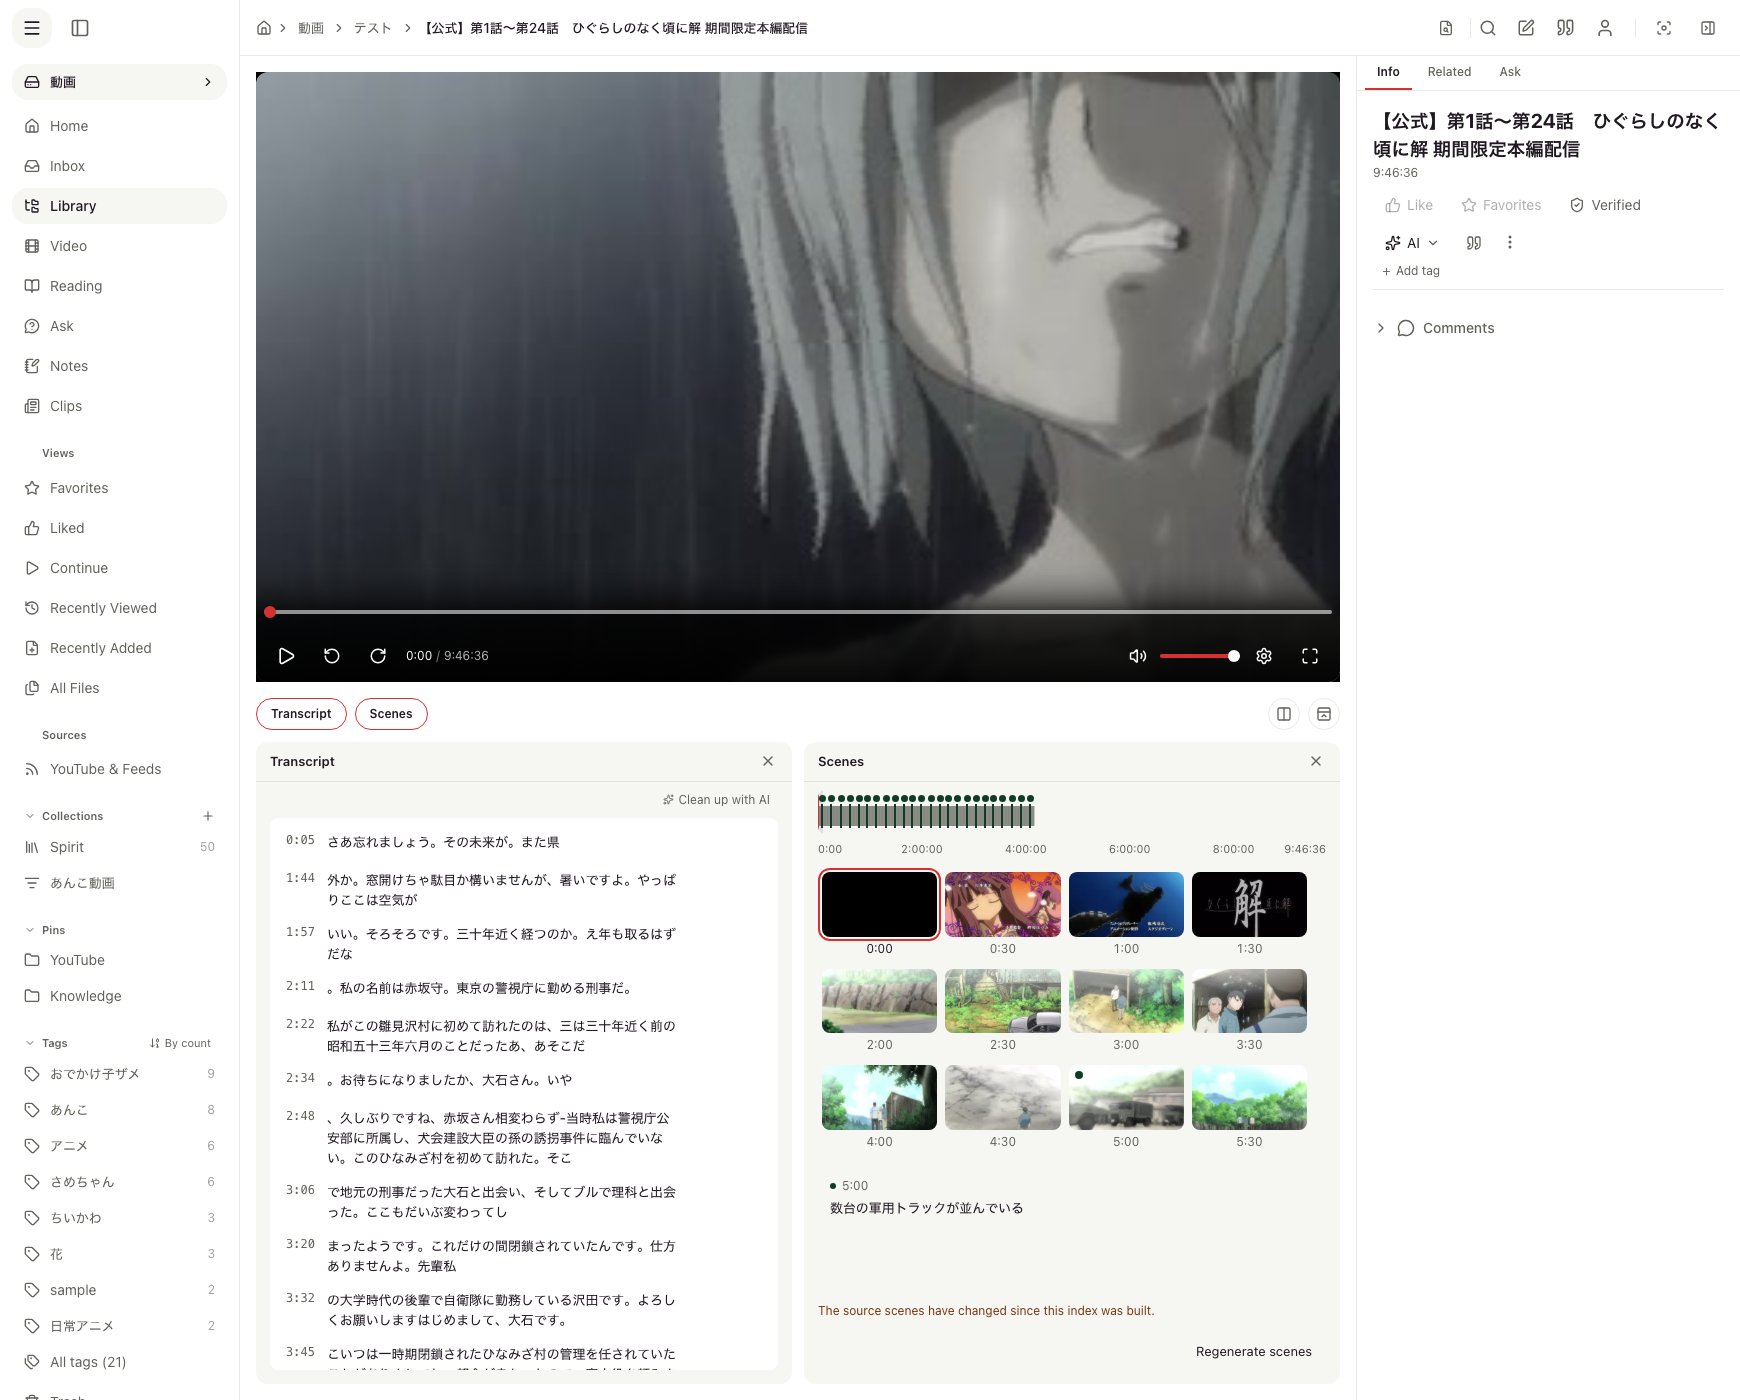 動画
テスト
【公式】第1話〜第24話　ひぐらしのなく頃に解 期間限定本編配信
動画
Home
Inbox
Library
Video
Reading
Ask
Notes
Clips
Views
Favorites
Liked
Continue
Recently Viewed
Recently Added
All Files
Sources
YouTube & Feeds
Collections
Spirit 50
あんこ動画
Pins
YouTube
Knowledge
Tags By count
おでかけ子ザメ 9
あんこ 8
アニメ 6
さめちゃん 6
ちいかわ 3
花 3
sample 2
日常アニメ 2
All tags (21)
0:00 / 9:46:36
Transcript
Scenes
Transcript
Clean up with AI
0:05 さあ忘れましょう。その未来が。また県
1:44 外か。窓開けちゃ駄目か構いませんが、暑いですよ。やっぱ
りここは空気が
1:57 いい。そろそろです。三十年近く経つのか。え年も取るはず
だな
2:11 。私の名前は赤坂守。東京の警視庁に勤める刑事だ。
2:22 私がこの雛見沢村に初めて訪れたのは、三は三十年近く前の
昭和五十三年六月のことだったあ、あそこだ
2:34 。お待ちになりましたか、大石さん。いや
2:48 、久しぶりですね、赤坂さん相変わらず-当時私は警視庁公
安部に所属し、犬会建設大臣の孫の誘拐事件に臨んでいな
い。このひなみざ村を初めて訪れた。そこ
3:06 で地元の刑事だった大石と出会い、そしてブルで理科と出会
った。ここもだいぶ変わってし
3:20 まったようです。これだけの間閉鎖されていたんです。仕方
ありませんよ。先輩私
3:32 の大学時代の後輩で自衛隊に勤務している沢田です。よろし
くお願いしますはじめまして、大石です。
3:45 こいつは一時期閉鎖されたひなみざ村の管理を任されていた
Scenes
0:00 2:00:00 4:00:00 6:00:00 8:00:00 9:46:36
解
0:00 0:30 1:00 1:30
2:00 2:30 3:00 3:30
4:00 4:30 5:00 5:30
5:00
数台の軍用トラックが並んでいる
The source scenes have changed since this index was built.
Regenerate scenes
Info Related Ask
【公式】第1話〜第24話　ひぐらしのなく
頃に解 期間限定本編配信
9:46:36
Like Favorites Verified
AI
+ Add tag
Comments